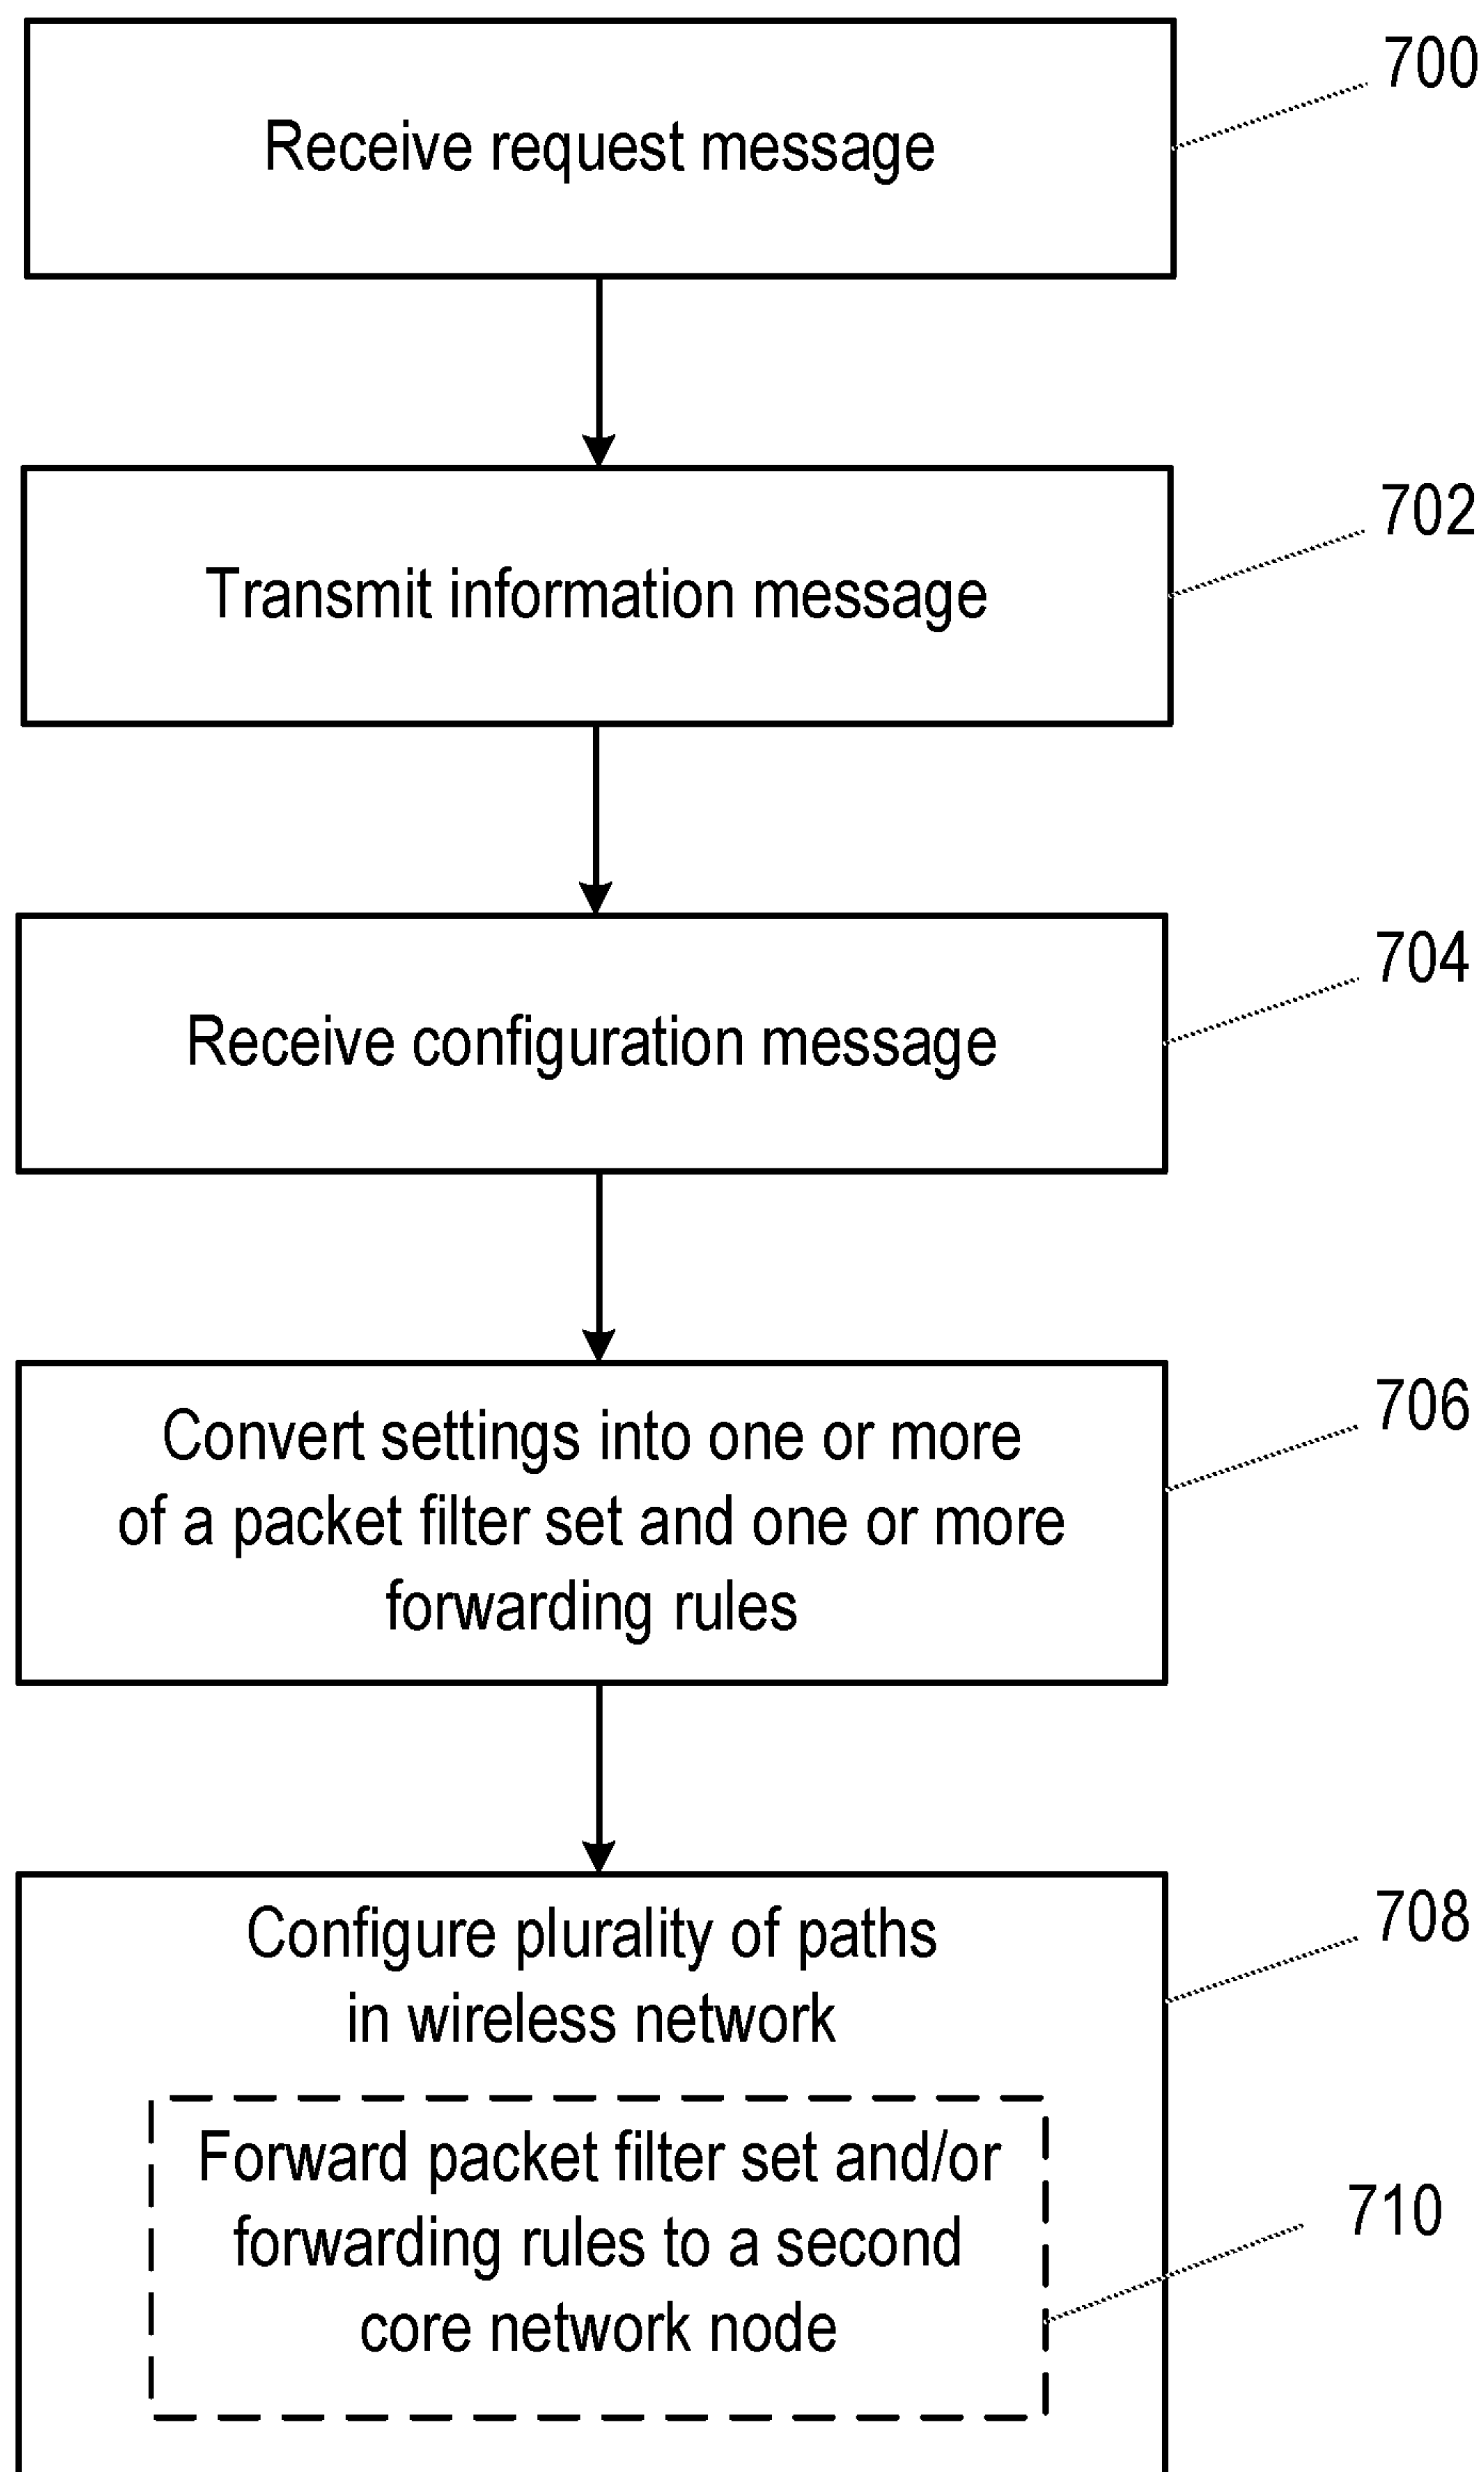 Receive request message
700
Transmit information message
702
Receive configuration message
704
Convert settings into one or more
of a packet filter set and one or more
forwarding rules
706
Configure plurality of paths
in wireless network
708
Forward packet filter set and/or
forwarding rules to a second
core network node
710